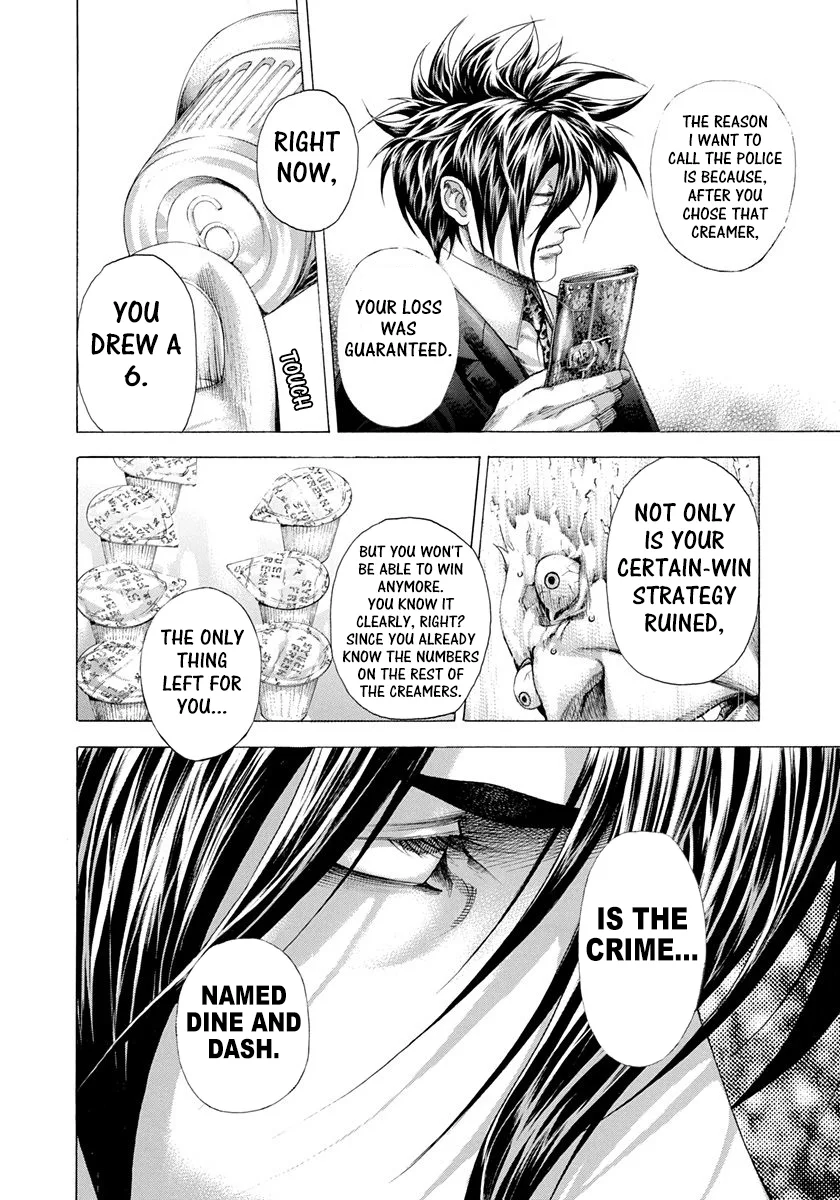 THE REASON
I WANT TO
CALL THE POLICE
IS BECAUSE,
AFTER YOU
CHOSE THAT
CREAMER,
YOUR LOSS
WAS
GUARANTEED.
RIGHT
NOW,
YOU
DREW A
6.
TOUCH
NOT ONLY
IS YOUR
CERTAIN-WIN
STRATEGY
RUINED,
BUT YOU WON'T
BE ABLE TO WIN
ANYMORE.
YOU KNOW IT
CLEARLY, RIGHT?
SINCE YOU ALREADY
KNOW THE NUMBERS
ON THE REST OF
THE CREAMERS.
THE ONLY
THING
LEFT FOR
YOU...
IS THE
CRIME...
NAMED
DINE AND
DASH.